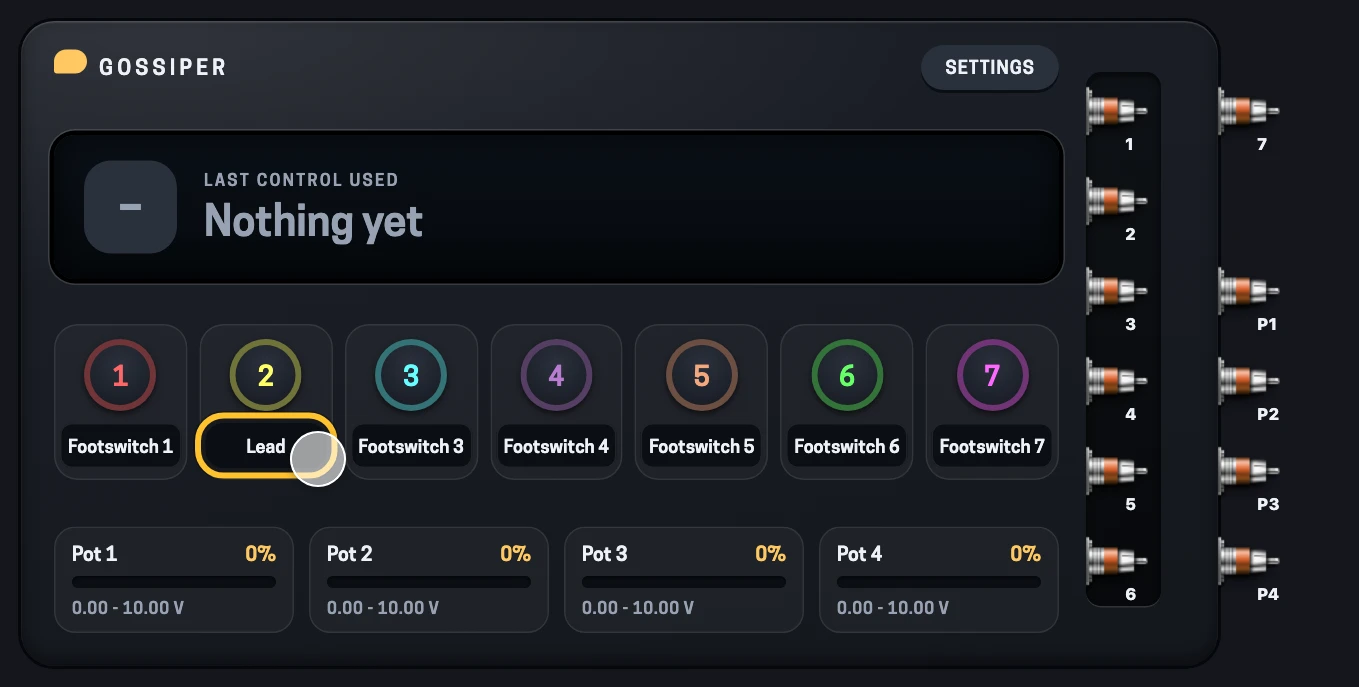 GOSSIPER
SETTINGS
1
7
–
LAST CONTROL USED
Nothing yet
2
3
P1
1
2
3
4
5
6
7
4
P2
Footswitch 1
Lead
Footswitch 3
Footswitch 4
Footswitch 5
Footswitch 6
Footswitch 7
5
P3
Pot 1
0%
Pot 2
0%
Pot 3
0%
Pot 4
0%
0.00 - 10.00 V
0.00 - 10.00 V
0.00 - 10.00 V
0.00 - 10.00 V
6
P4